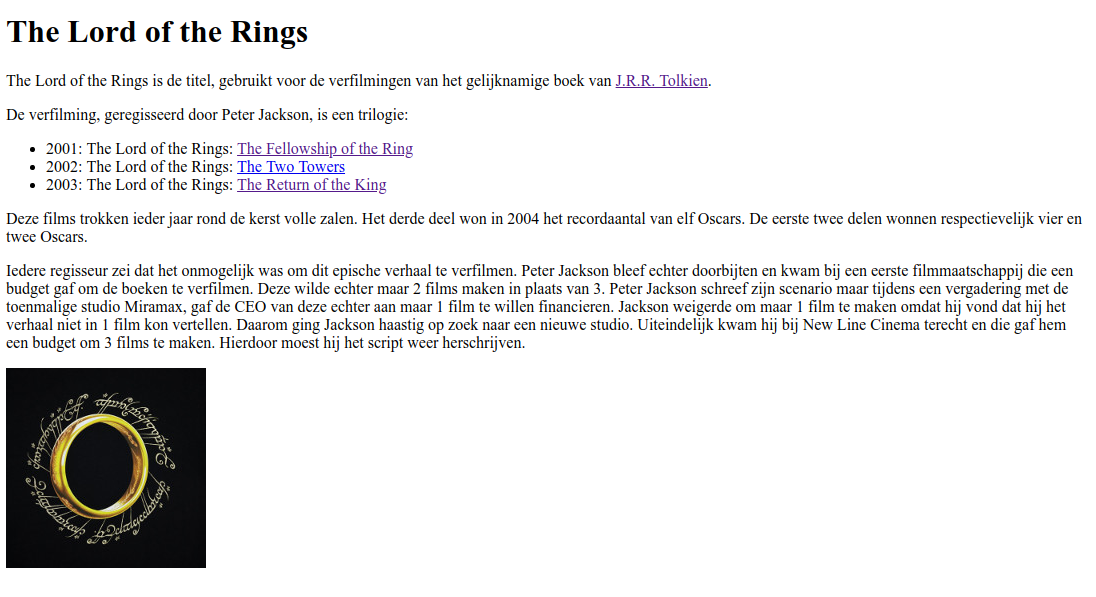 The Lord of the Rings
The Lord of the Rings is de titel, gebruikt voor de verfilmingen van het gelijknamige boek van J.R.R. Tolkien.
De verfilming, geregisseerd door Peter Jackson, is een trilogie:
• 2001: The Lord of the Rings: The Fellowship of the Ring
• 2002: The Lord of the Rings: The Two Towers
• 2003: The Lord of the Rings: The Return of the King
Deze films trokken ieder jaar rond de kerst volle zalen. Het derde deel won in 2004 het recordaantal van elf Oscars. De eerste twee delen wonnen respectievelijk vier en
twee Oscars.
Iedere regisseur zei dat het onmogelijk was om dit epische verhaal te verfilmen. Peter Jackson bleef echter doorbijten en kwam bij een eerste filmmaatschappij die een
budget gaf om de boeken te verfilmen. Deze wilde echter maar 2 films maken in plaats van 3. Peter Jackson schreef zijn scenario maar tijdens een vergadering met de
toenmalige studio Miramax, gaf de CEO van deze echter aan maar 1 film te willen financieren. Jackson weigerde om maar 1 film te maken omdat hij vond dat hij het
verhaal niet in 1 film kon vertellen. Daarom ging Jackson haastig op zoek naar een nieuwe studio. Uiteindelijk kwam hij bij New Line Cinema terecht en die gaf hem
een budget om 3 films te maken. Hierdoor moest hij het script weer herschrijven.